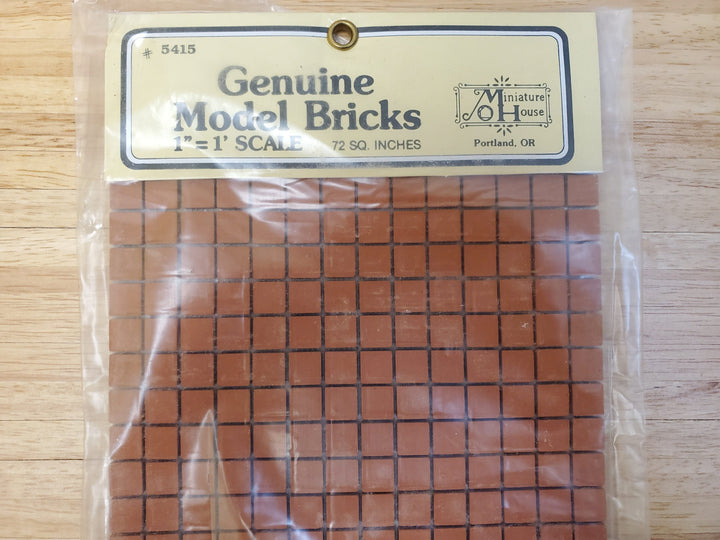 # 5415
Genuine
Model Bricks
1" = 1' SCALE 72 SQ. INCHES
Miniature
House
Portland, OR